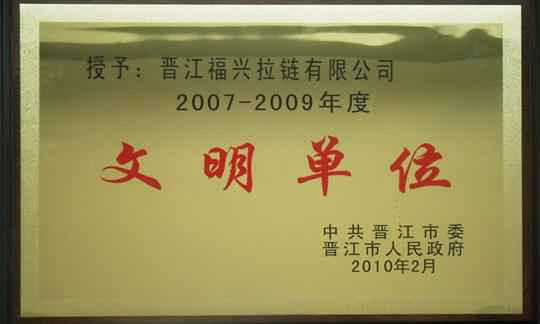 授予：晋江福兴拉链有限公司
2007-2009年度
文明单位
中共晋江市委
晋江市人民政府
2010年2月